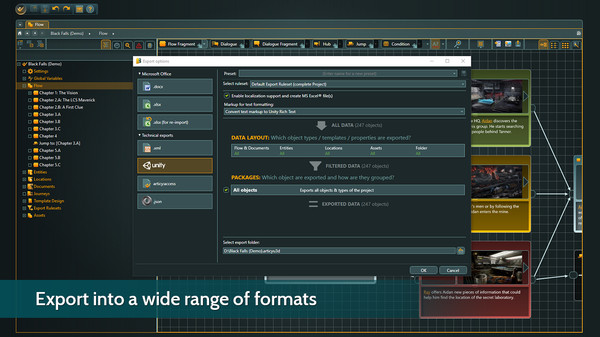 Flow
Black Falls (Demo) ▸ Flow ▸
Flow Fragment
Dialogue
Dialogue Fragment
Hub
Jump
Condition
Black Falls (Demo)
Settings
Global Variables
Flow
Chapter 1: The Vision
Chapter 2.A: The LCS Maverick
Chapter 2.B: A First Clue
Chapter 3.A
Chapter 3.B
Chapter 3.C
Chapter 4
Jump to: [Chapter 3.A]
Chapter 5.A
Chapter 5.B
Chapter 5.C
Entities
Locations
Documents
Journeys
Template Design
Export Rulesets
Assets
Export options
Microsoft Office
.docx
.xlsx
.xlsx (for re-import)
Technical exports
.xml
unity
articyaccess
.json
Preset:
Select ruleset: Default Export Ruleset (complete Project)
Enable localization support and create MS Excel® file(s)
Markup for text formatting:
Convert text markup to Unity Rich Text
ALL DATA (247 objects)
DATA LAYOUT: Which object types / templates / properties are exported?
Flow & Documents
Entities
Locations
Assets
Folder
All
All
All
All
All
FILTERED DATA (247 objects)
PACKAGES: Which object are exported and how are they grouped?
All objects
Exports all objects & types of the project
EXPORTED DATA (247 objects)
Select export folder:
D:\Black Falls (Demo).articyu3d
OK
Cancel
HQ, Aidan discovers the
group. He starts searching
people behind Tanner.
men or by following the
dan enters the mine.
offers Aidan new pieces of information that could
help him find the location of the secret laboratory.
Export into a wide range of formats